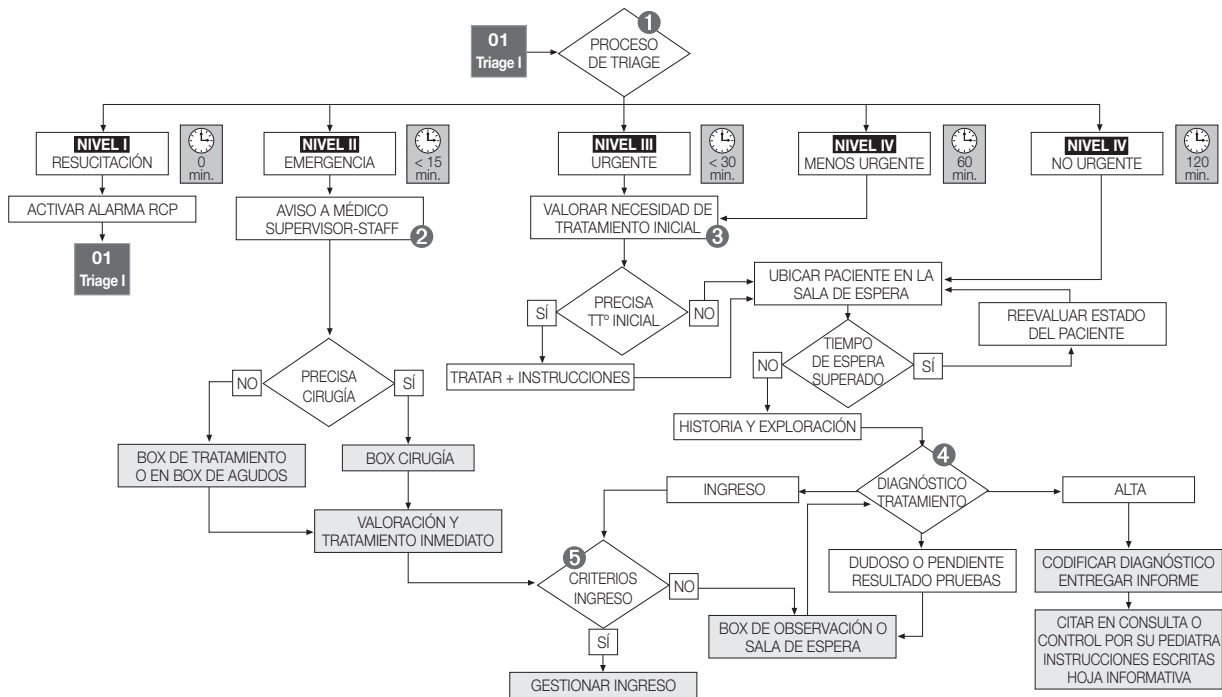 1
01
Triage I
PROCESO
DE TRIAGE
NIVEL I
RESUCITACIÓN
0
min.
NIVEL II
EMERGENCIA
< 15
min.
NIVEL III
URGENTE
< 30
min.
NIVEL IV
MENOS URGENTE
60
min.
NIVEL IV
NO URGENTE
120
min.
ACTIVAR ALARMA RCP
01
Triage I
AVISO A MÉDICO
SUPERVISOR-STAFF
2
VALORAR NECESIDAD DE
TRATAMIENTO INICIAL
3
PRECISA
TTº INICIAL
SÍ
NO
UBICAR PACIENTE EN LA
SALA DE ESPERA
REEVALUAR ESTADO
DEL PACIENTE
TRATAR + INSTRUCCIONES
TIEMPO
DE ESPERA
SUPERADO
NO
SÍ
PRECISA
CIRUGÍA
NO
SÍ
HISTORIA Y EXPLORACIÓN
BOX DE TRATAMIENTO
O EN BOX DE AGUDOS
BOX CIRUGÍA
4
DIAGNÓSTICO
TRATAMIENTO
INGRESO
ALTA
VALORACIÓN Y
TRATAMIENTO INMEDIATO
5
CRITERIOS
INGRESO
NO
SÍ
DUDOSO O PENDIENTE
RESULTADO PRUEBAS
CODIFICAR DIAGNÓSTICO
ENTREGAR INFORME
BOX DE OBSERVACIÓN O
SALA DE ESPERA
CITAR EN CONSULTA O
CONTROL POR SU PEDIATRA
INSTRUCCIONES ESCRITAS
HOJA INFORMATIVA
GESTIONAR INGRESO